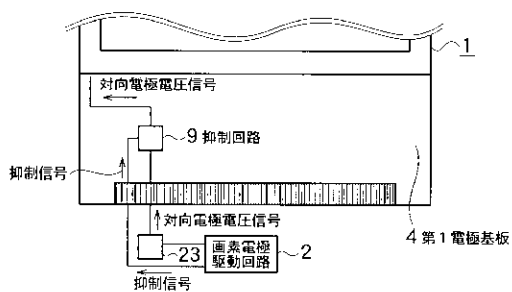 1
対向電極電圧信号
9 抑制回路
抑制信号
対向電極電圧信号
4 第1電極基板
画素電極
駆動回路
2
23
抑制信号